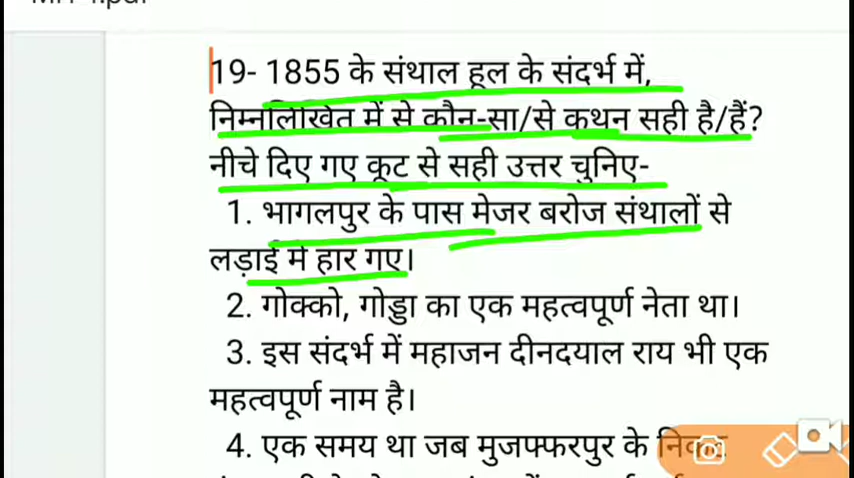 19- 1855 के संथाल हूल के संदर्भ में,
निम्नलिखित में से कौन-सा/से कथन सही है/हैं?
नीचे दिए गए कूट से सही उत्तर चुनिए-
1. भागलपुर के पास मेजर बरोज संथालों से
लड़ाई में हार गए।
2. गोक्को, गोड्डा का एक महत्वपूर्ण नेता था।
3. इस संदर्भ में महाजन दीनदयाल राय भी एक
महत्वपूर्ण नाम है।
4. एक समय था जब मुजफ्फरपुर के